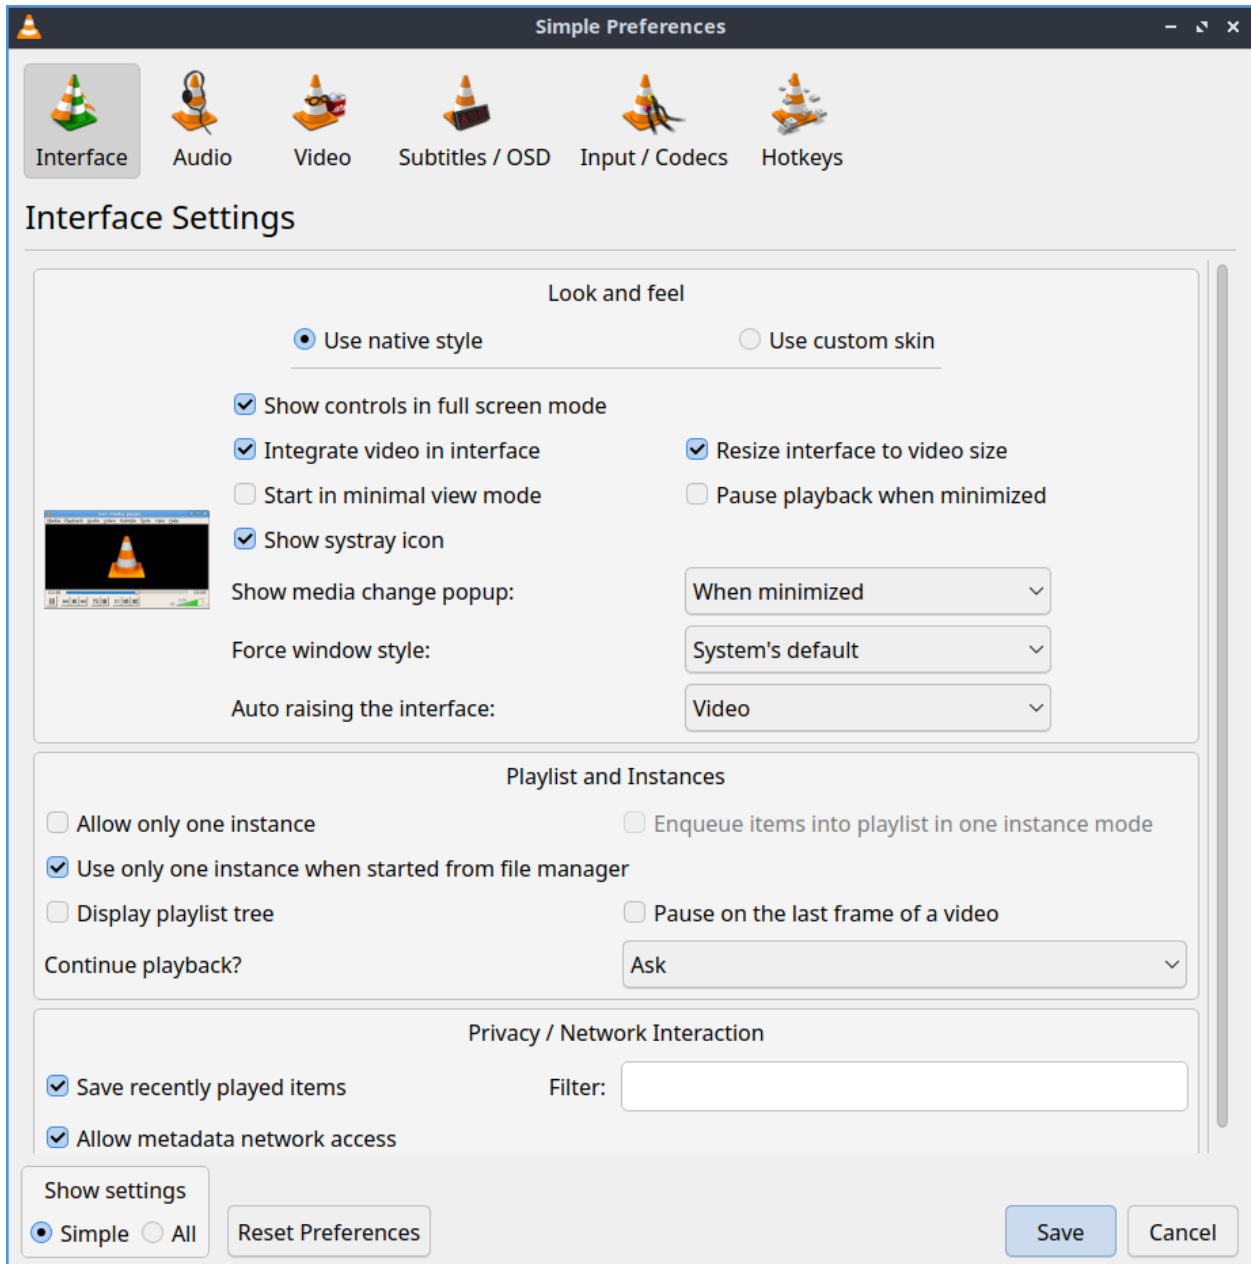 Simple Preferences
Interface Audio Video Subtitles / OSD Input / Codecs Hotkeys
Interface Settings
Look and feel
Use native style Use custom skin
Show controls in full screen mode
Integrate video in interface Resize interface to video size
Start in minimal view mode Pause playback when minimized
Show systray icon
Show media change popup: When minimized
Force window style: System's default
Auto raising the interface: Video
Playlist and Instances
Allow only one instance Enqueue items into playlist in one instance mode
Use only one instance when started from file manager
Display playlist tree Pause on the last frame of a video
Continue playback? Ask
Privacy / Network Interaction
Save recently played items Filter:
Allow metadata network access
Show settings
Simple All Reset Preferences Save Cancel